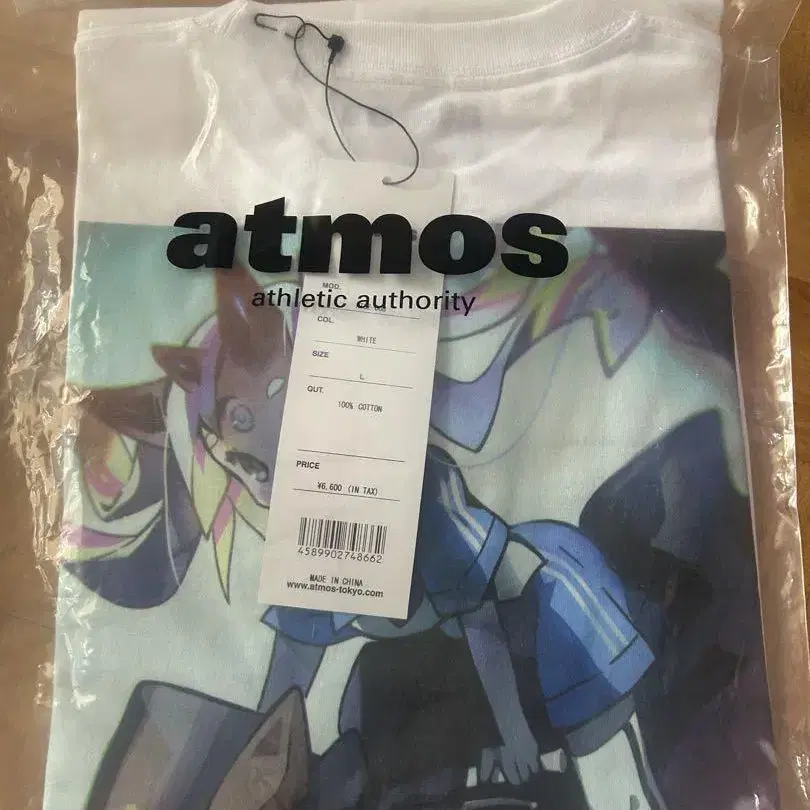 atmos
athletic authority
MOD.
COL.
WHITE
SIZE
L
QUT.
100% COTTON
PRICE
¥6,600 (IN TAX)
4589902748662
MADE IN CHINA
www.atmos-tokyo.com